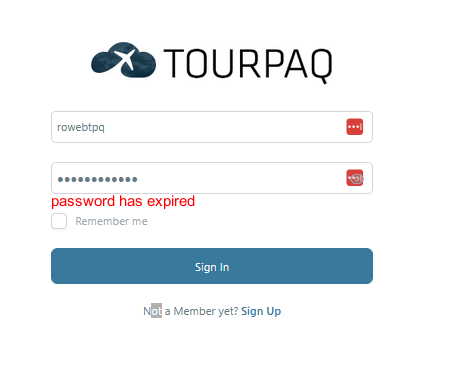 TOURPAQ
rowebtpq
password has expired
Remember me
Sign In
Not a Member yet? Sign Up